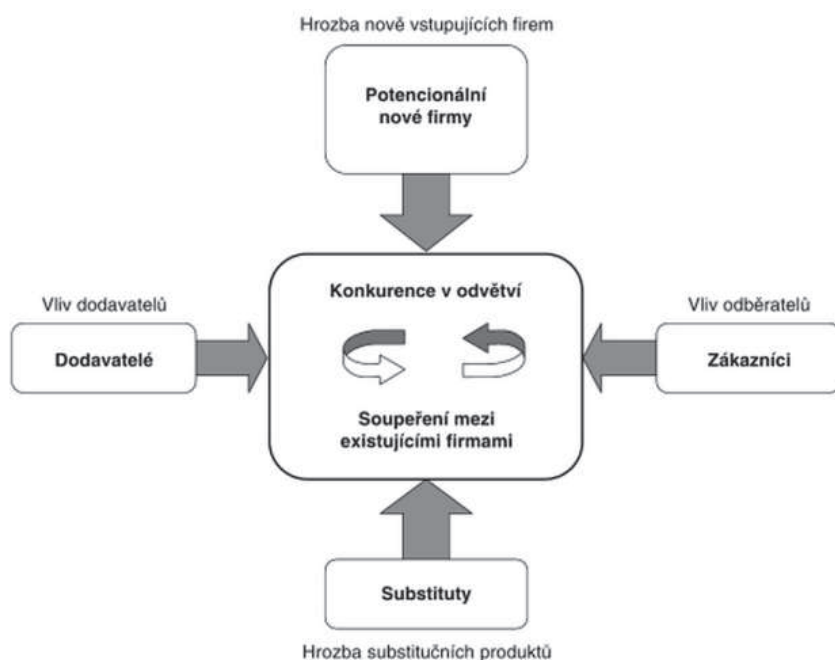 Hrozba nově vstupujících firem
Potencionální
nové firmy
Konkurence v odvětví
Vliv dodavatelů
Dodavatelé
Vliv odběratelů
Zákazníci
Soupeření mezi
existujícími firmami
Substituty
Hrozba substitučních produktů